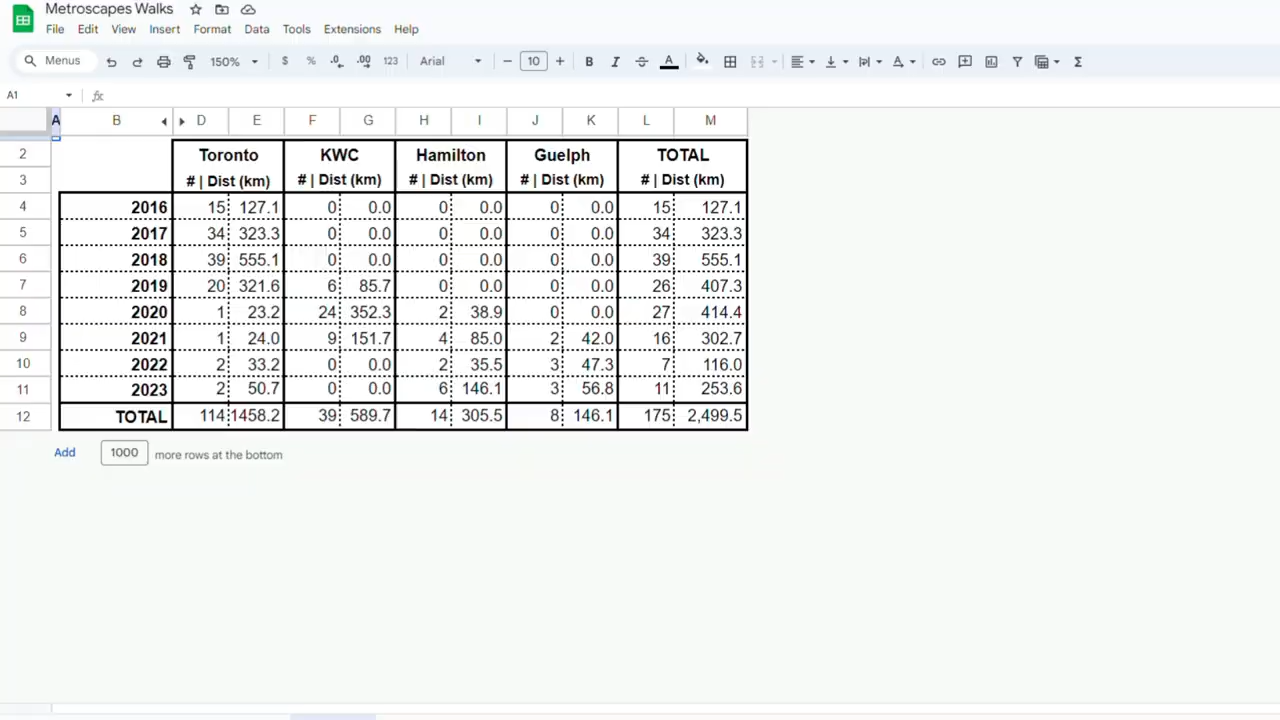 Metroscapes Walks
File Edit View Insert Format Data Tools Extensions Help
Menus 150% $ % .0 .00 123 Arial − 10 + B I S A Σ
A1 fx
A B D E F G H I J K L M
2 Toronto KWC Hamilton Guelph TOTAL
3 # | Dist (km) # | Dist (km) # | Dist (km) # | Dist (km) # | Dist (km)
4 2016 15 127.1 0 0.0 0 0.0 0 0.0 15 127.1
5 2017 34 323.3 0 0.0 0 0.0 0 0.0 34 323.3
6 2018 39 555.1 0 0.0 0 0.0 0 0.0 39 555.1
7 2019 20 321.6 6 85.7 0 0.0 0 0.0 26 407.3
8 2020 1 23.2 24 352.3 2 38.9 0 0.0 27 414.4
9 2021 1 24.0 9 151.7 4 85.0 2 42.0 16 302.7
10 2022 2 33.2 0 0.0 2 35.5 3 47.3 7 116.0
11 2023 2 50.7 0 0.0 6 146.1 3 56.8 11 253.6
12 TOTAL 114 1458.2 39 589.7 14 305.5 8 146.1 175 2,499.5
Add 1000 more rows at the bottom